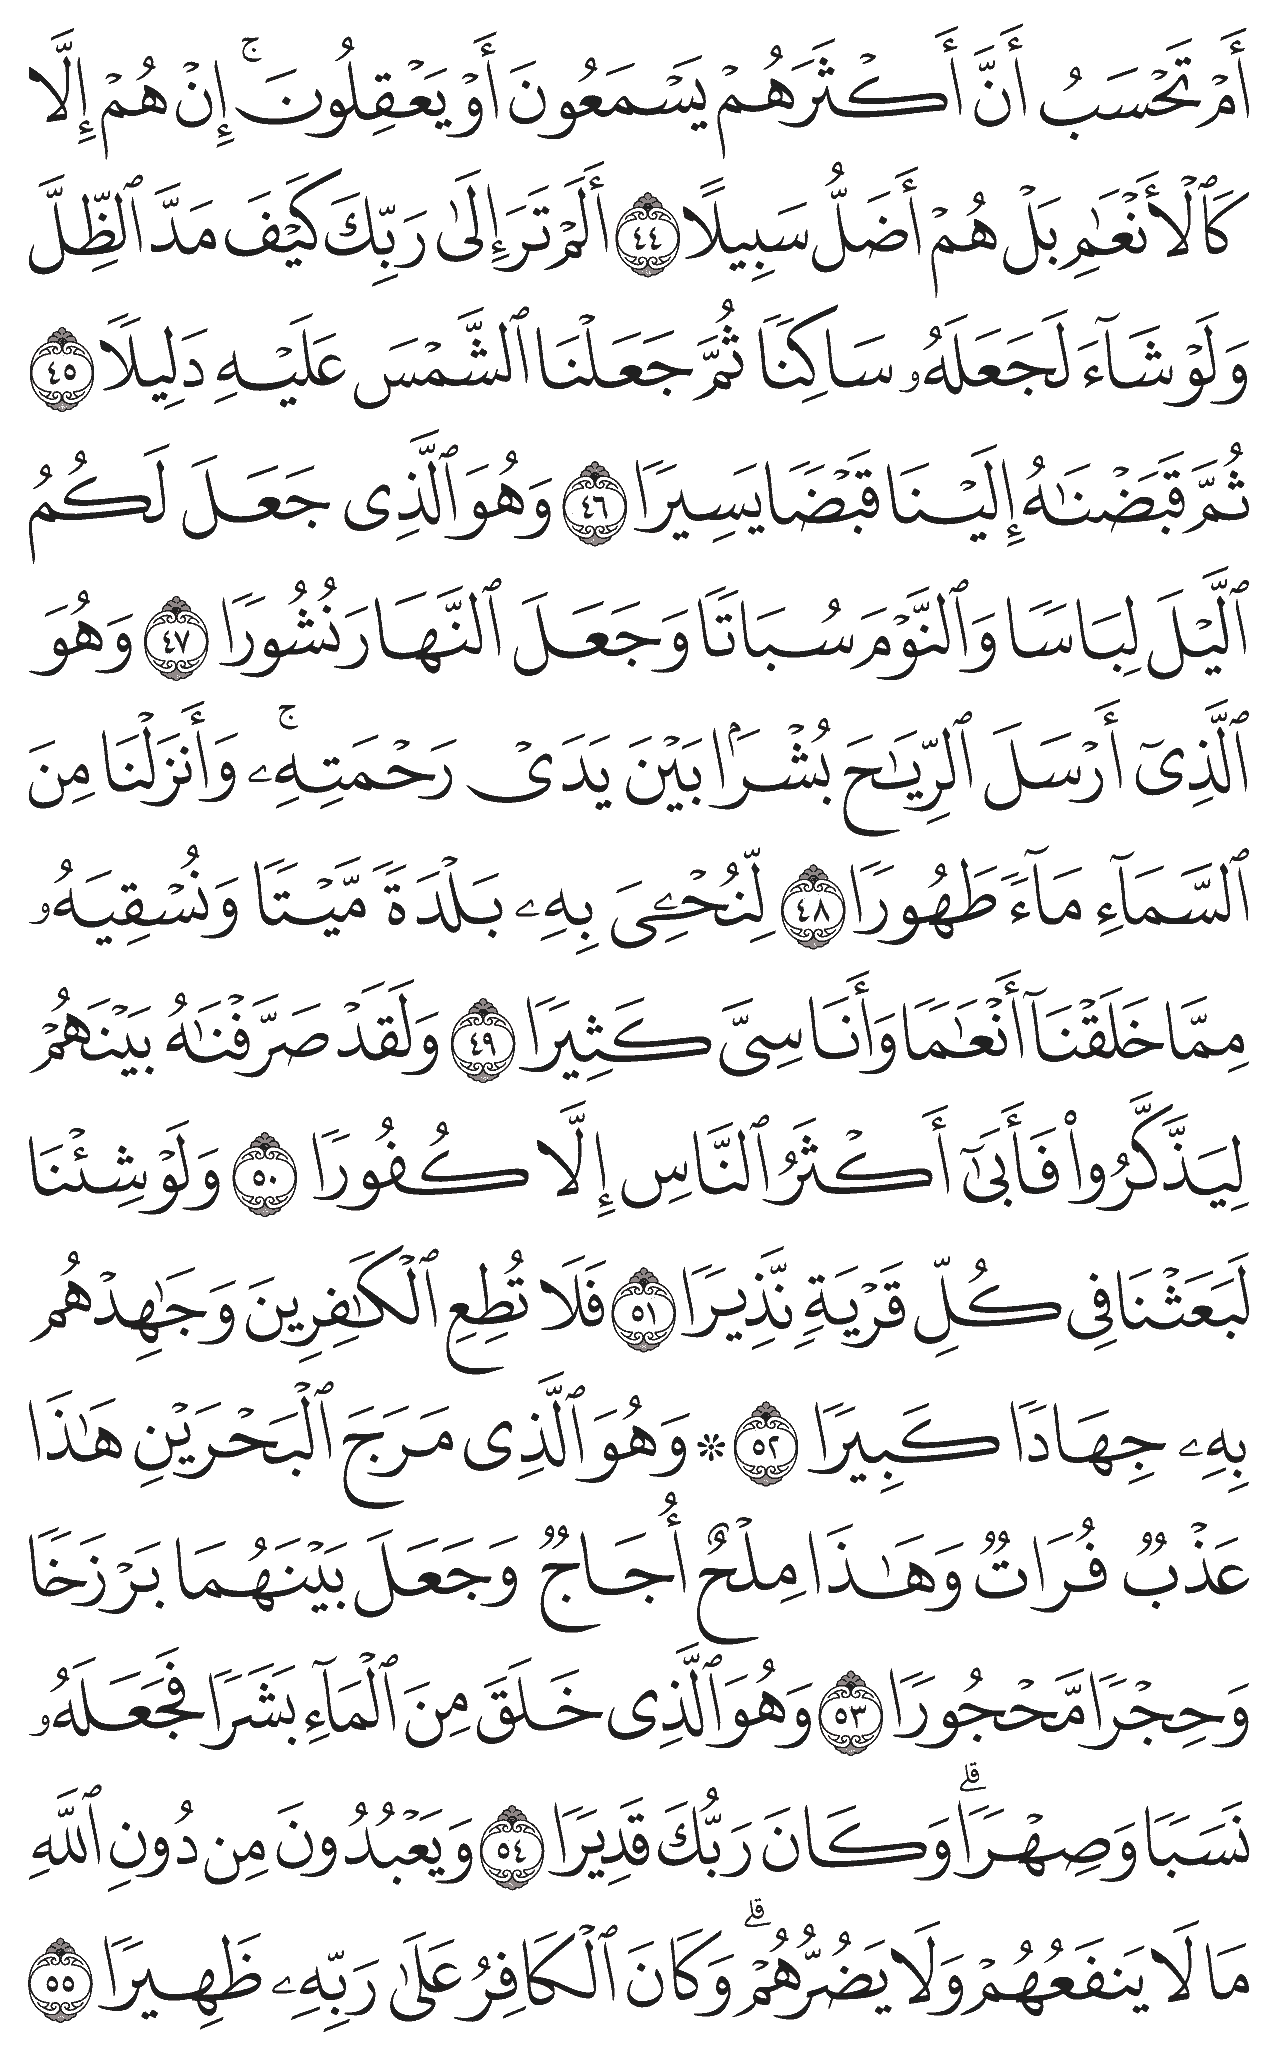 أَمۡ تَحۡسَبُ أَنَّ أَكۡثَرَهُمۡ يَسۡمَعُونَ أَوۡ يَعۡقِلُونَۚ إِنۡ هُمۡ إِلَّا
كَٱلۡأَنۡعَٰمِ بَلۡ هُمۡ أَضَلُّ سَبِيلًا ٤٤ أَلَمۡ تَرَ إِلَىٰ رَبِّكَ كَيۡفَ مَدَّ ٱلظِّلَّ
وَلَوۡ شَآءَ لَجَعَلَهُۥ سَاكِنٗا ثُمَّ جَعَلۡنَا ٱلشَّمۡسَ عَلَيۡهِ دَلِيلٗا ٤٥
ثُمَّ قَبَضۡنَٰهُ إِلَيۡنَا قَبۡضٗا يَسِيرٗا ٤٦ وَهُوَ ٱلَّذِي جَعَلَ لَكُمُ
ٱلَّيۡلَ لِبَاسٗا وَٱلنَّوۡمَ سُبَاتٗا وَجَعَلَ ٱلنَّهَارَ نُشُورٗا ٤٧ وَهُوَ
ٱلَّذِيٓ أَرۡسَلَ ٱلرِّيَٰحَ بُشۡرَۢا بَيۡنَ يَدَيۡ رَحۡمَتِهِۦۚ وَأَنزَلۡنَا مِنَ
ٱلسَّمَآءِ مَآءٗ طَهُورٗا ٤٨ لِّنُحۡـِۧيَ بِهِۦ بَلۡدَةٗ مَّيۡتٗا وَنُسۡقِيَهُۥ
مِمَّا خَلَقۡنَآ أَنۡعَٰمٗا وَأَنَاسِيَّ كَثِيرٗا ٤٩ وَلَقَدۡ صَرَّفۡنَٰهُ بَيۡنَهُمۡ
لِيَذَّكَّرُواْ فَأَبَىٰٓ أَكۡثَرُ ٱلنَّاسِ إِلَّا كُفُورٗا ٥٠ وَلَوۡ شِئۡنَا
لَبَعَثۡنَا فِي كُلِّ قَرۡيَةٖ نَّذِيرٗا ٥١ فَلَا تُطِعِ ٱلۡكَٰفِرِينَ وَجَٰهِدۡهُم
بِهِۦ جِهَادٗا كَبِيرٗا ٥٢ ۞ وَهُوَ ٱلَّذِي مَرَجَ ٱلۡبَحۡرَيۡنِ هَٰذَا
عَذۡبٞ فُرَاتٞ وَهَٰذَا مِلۡحٌ أُجَاجٞ وَجَعَلَ بَيۡنَهُمَا بَرۡزَخٗا
وَحِجۡرٗا مَّحۡجُورٗا ٥٣ وَهُوَ ٱلَّذِي خَلَقَ مِنَ ٱلۡمَآءِ بَشَرٗا فَجَعَلَهُۥ
نَسَبٗا وَصِهۡرٗاۗ وَكَانَ رَبُّكَ قَدِيرٗا ٥٤ وَيَعۡبُدُونَ مِن دُونِ ٱللَّهِ
مَا لَا يَنفَعُهُمۡ وَلَا يَضُرُّهُمۡۗ وَكَانَ ٱلۡكَافِرُ عَلَىٰ رَبِّهِۦ ظَهِيرٗا ٥٥